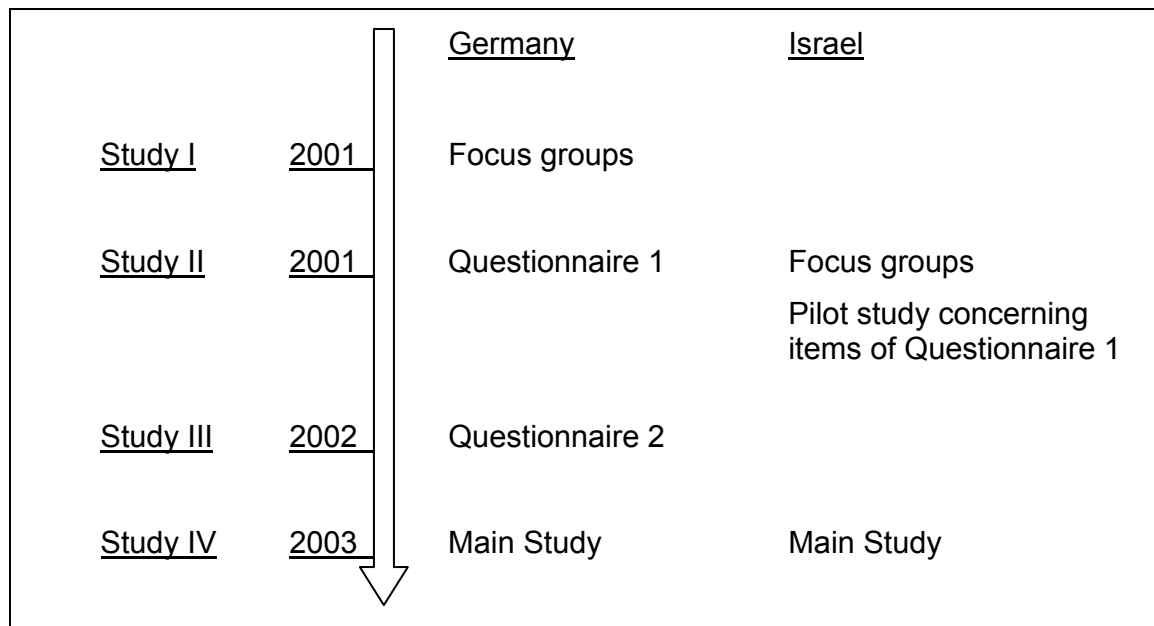 Germany Israel
Study I 2001 Focus groups
Study II 2001 Questionnaire 1 Focus groups
Pilot study concerning
items of Questionnaire 1
Study III 2002 Questionnaire 2
Study IV 2003 Main Study Main Study